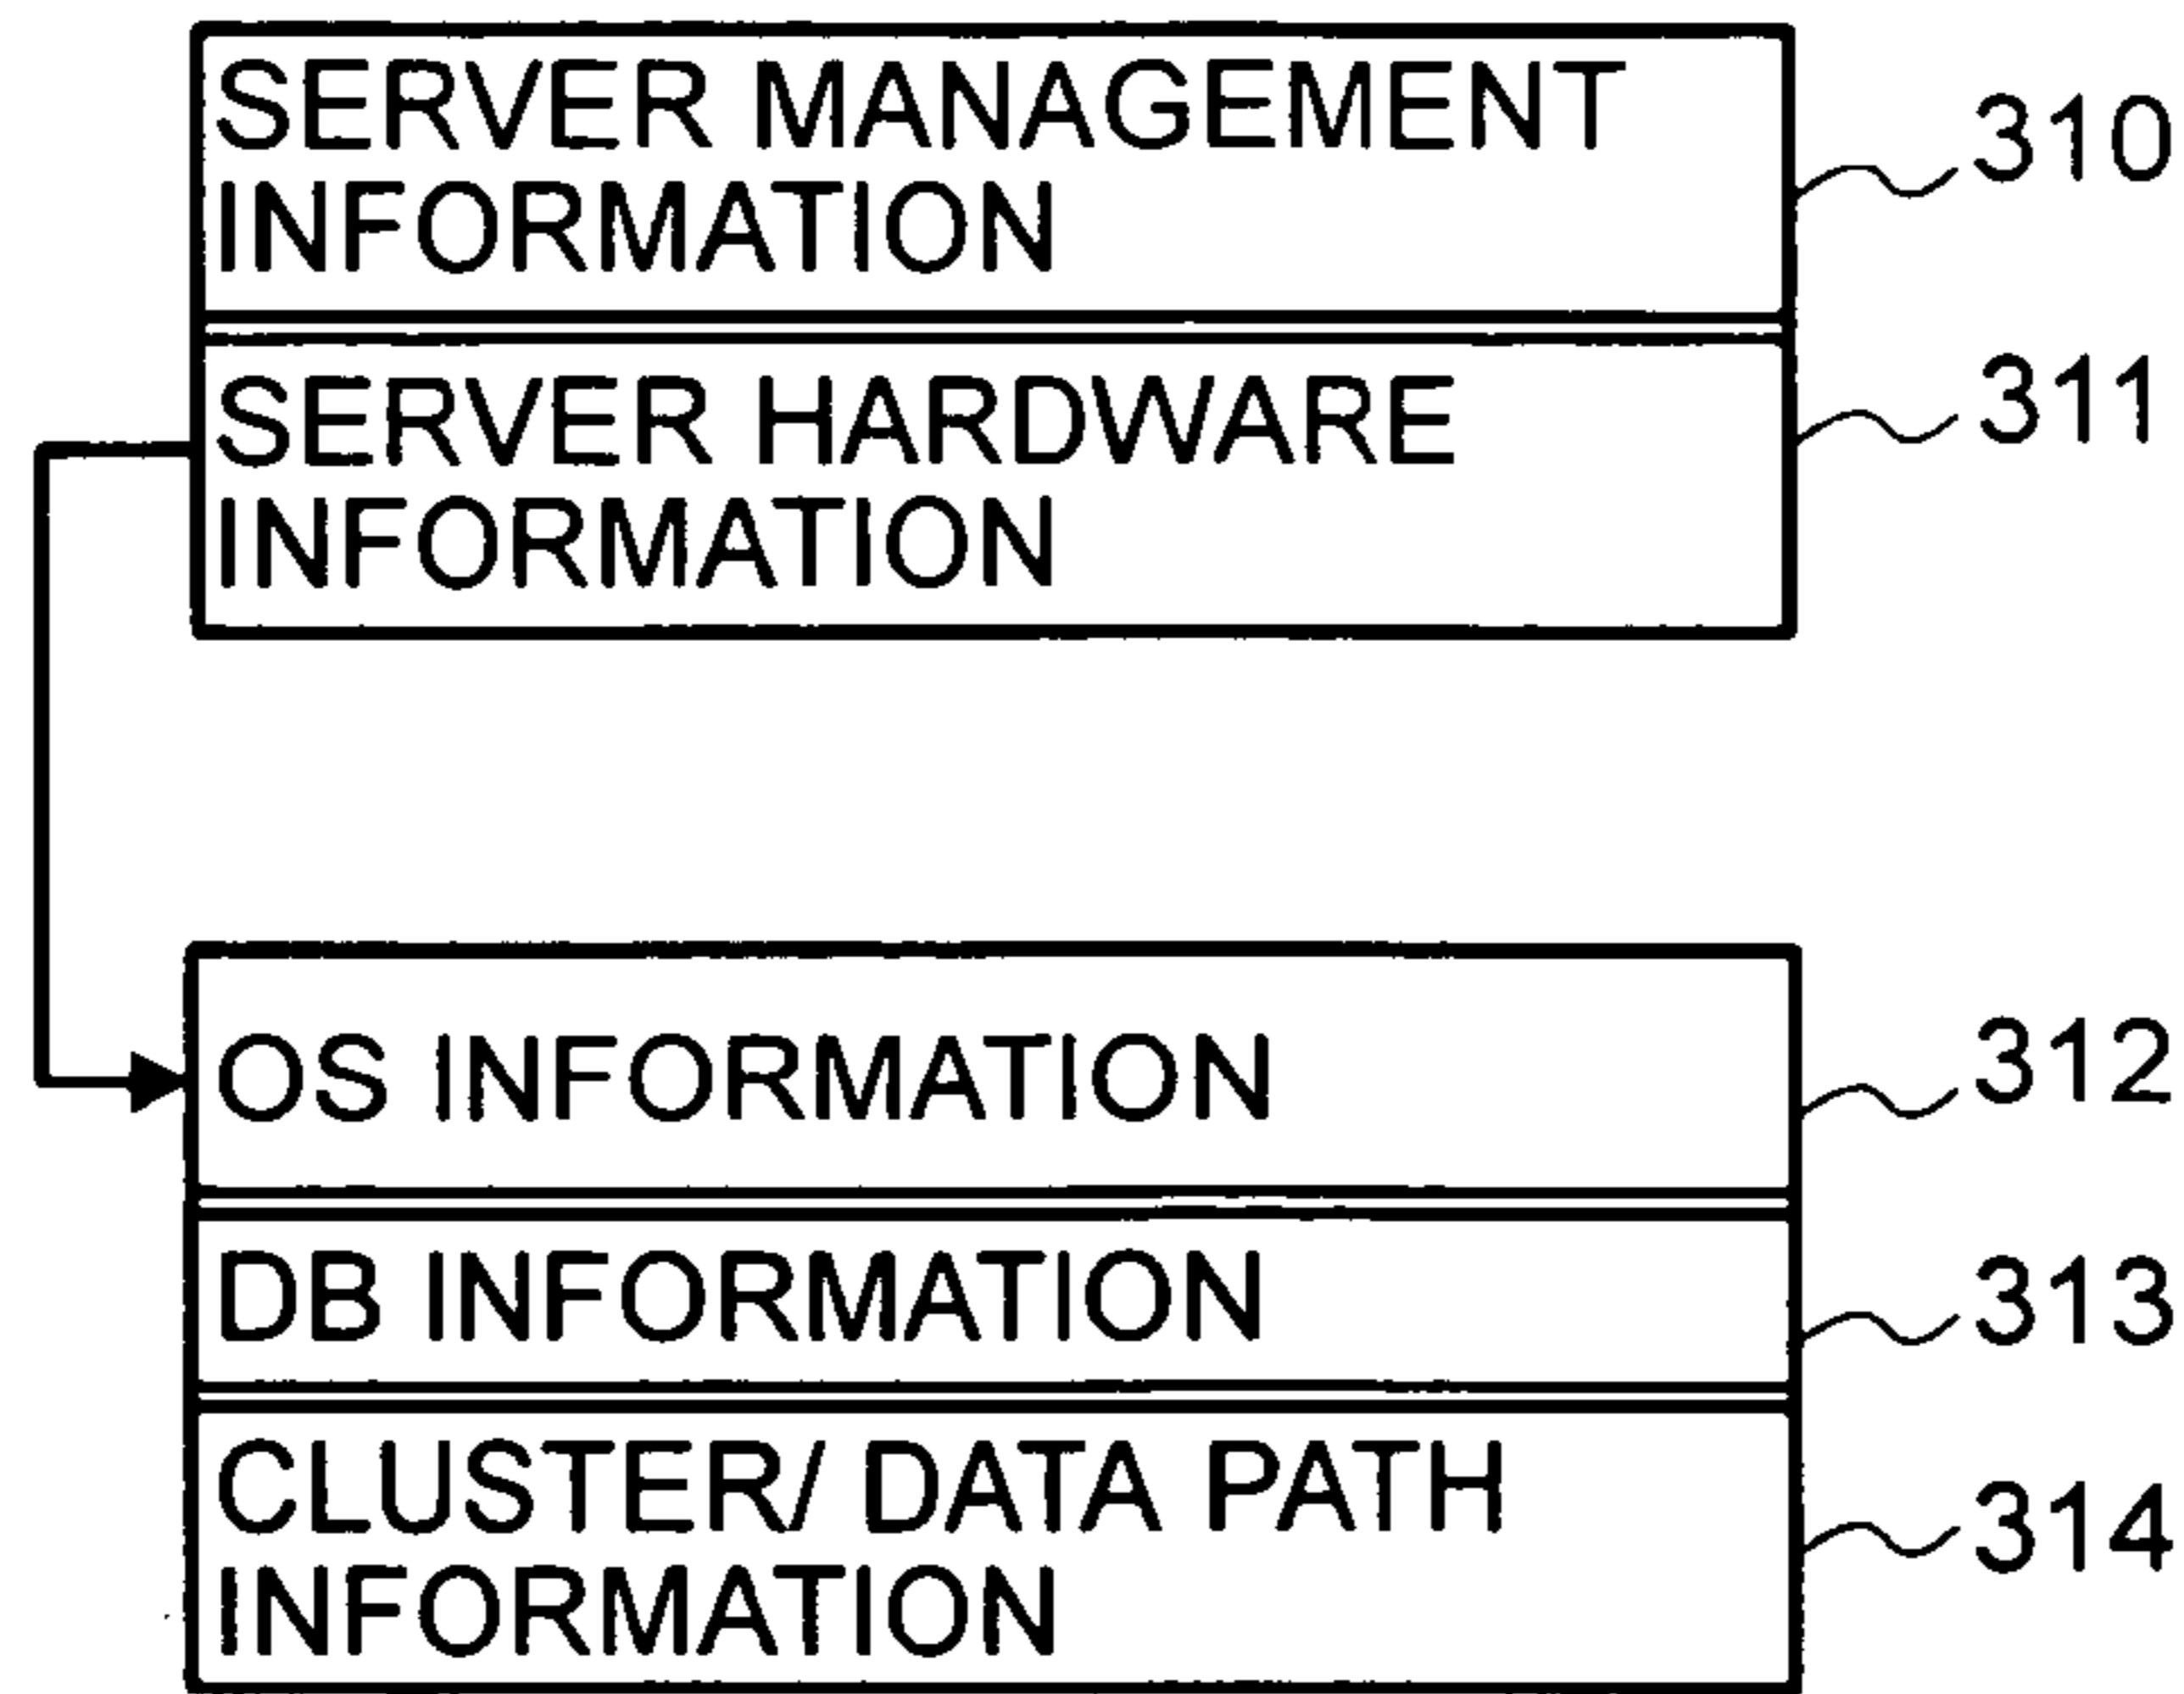 SERVER MANAGEMENT
INFORMATION
310
SERVER HARDWARE
INFORMATION
311
OS INFORMATION
312
DB INFORMATION
313
CLUSTER/ DATA PATH
INFORMATION
314